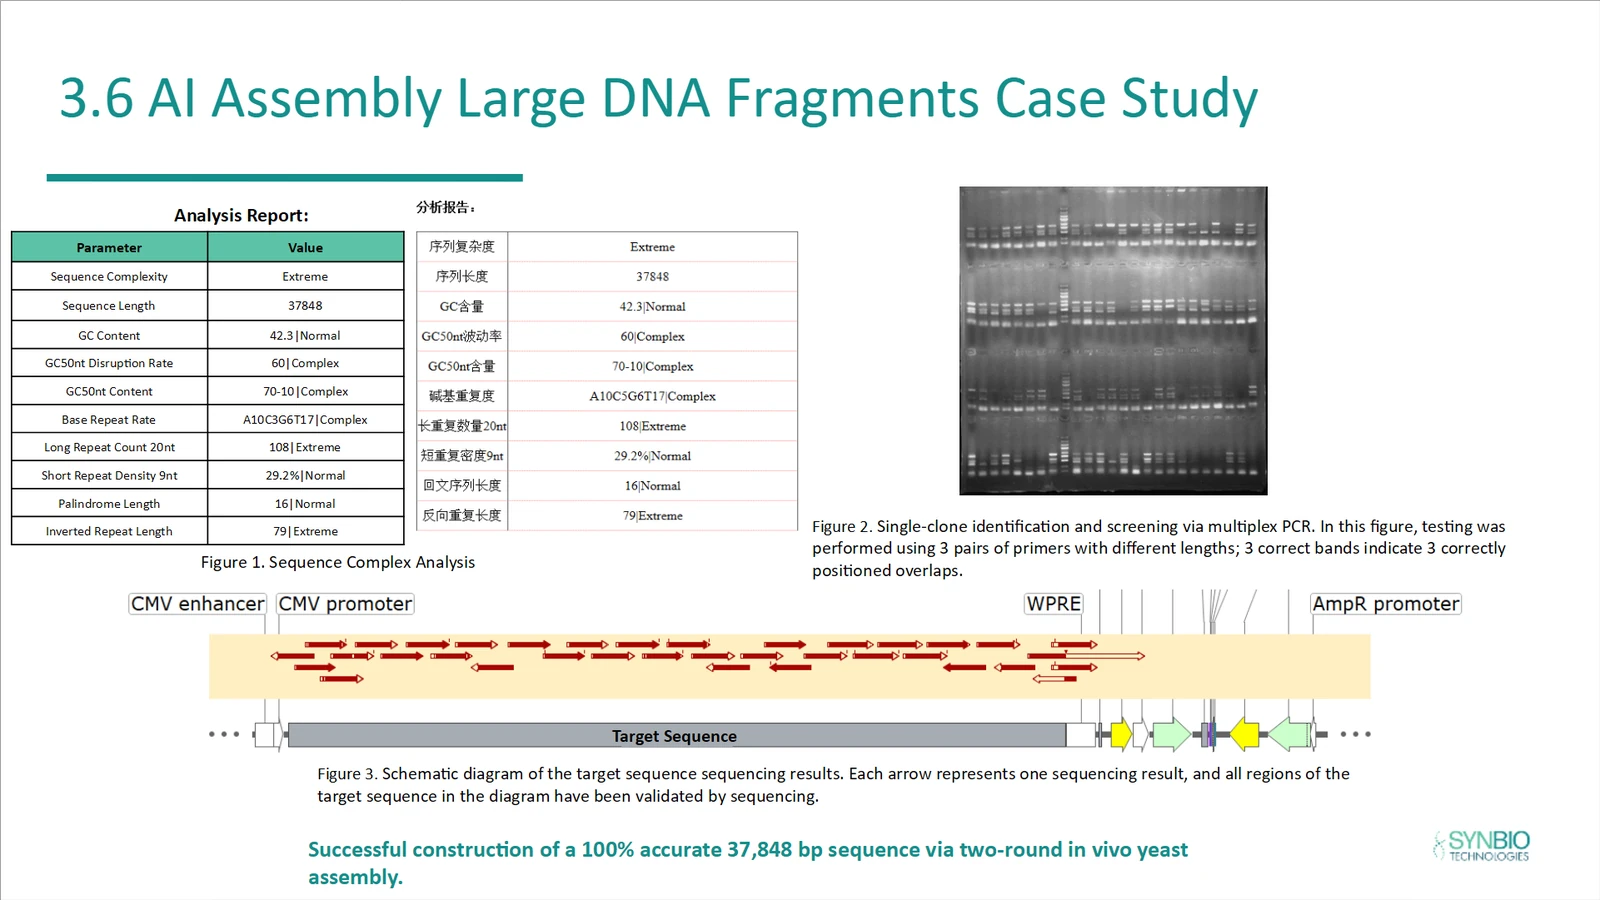 3.6 AI Assembly Large DNA Fragments Case Study
Analysis Report:
Parameter Value
Sequence Complexity Extreme
Sequence Length 37848
GC Content 42.3|Normal
GC50nt Disruption Rate 60|Complex
GC50nt Content 70-10|Complex
Base Repeat Rate A10C3G6T17|Complex
Long Repeat Count 20nt 108|Extreme
Short Repeat Density 9nt 29.2%|Normal
Palindrome Length 16|Normal
Inverted Repeat Length 79|Extreme
分析报告：
序列复杂度 Extreme
序列长度 37848
GC含量 42.3|Normal
GC50nt波动率 60|Complex
GC50nt含量 70-10|Complex
碱基重复度 A10C5G6T17|Complex
长重复数量20nt 108|Extreme
短重复密度9nt 29.2%|Normal
回文序列长度 16|Normal
反向重复长度 79|Extreme
Figure 1. Sequence Complex Analysis
Figure 2. Single-clone identification and screening via multiplex PCR. In this figure, testing was
performed using 3 pairs of primers with different lengths; 3 correct bands indicate 3 correctly
positioned overlaps.
CMV enhancer CMV promoter WPRE AmpR promoter
Target Sequence
Figure 3. Schematic diagram of the target sequence sequencing results. Each arrow represents one sequencing result, and all regions of the
target sequence in the diagram have been validated by sequencing.
Successful construction of a 100% accurate 37,848 bp sequence via two-round in vivo yeast
assembly.
SYNBIO
TECHNOLOGIES